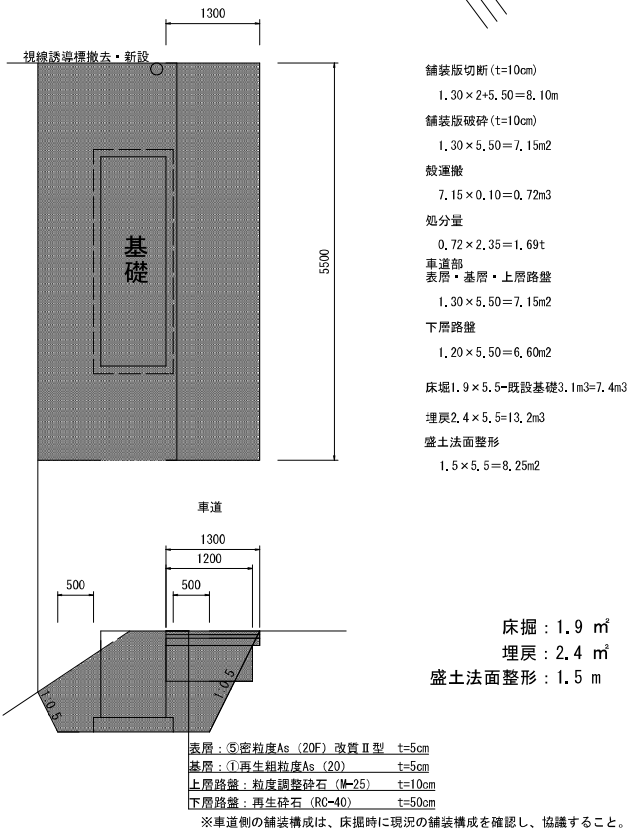 1300
視線誘導標撤去・新設
基礎
5500
舗装版切断(t=10cm)
1.30×2+5.50=8.10m
舗装版破砕(t=10cm)
1.30×5.50=7.15m2
殻運搬
7.15×0.10=0.72m3
処分量
0.72×2.35=1.69t
車道部
表層・基層・上層路盤
1.30×5.50=7.15m2
下層路盤
1.20×5.50=6.60m2
床堀1.9×5.5-既設基礎3.1m3=7.4m3
埋戻2.4×5.5=13.2m3
盛土法面整形
1.5×5.5=8.25m2
車道
1300
1200
500
500
1:0.5
1:0.5
床掘：1.9 ㎡
埋戻：2.4 ㎡
盛土法面整形：1.5 m
表層：⑤密粒度As (20F) 改質Ⅱ型 t=5cm
基層：①再生粗粒度As (20) t=5cm
上層路盤：粒度調整砕石 (M-25) t=10cm
下層路盤：再生砕石 (RC-40) t=50cm
※車道側の舗装構成は、床掘時に現況の舗装構成を確認し、協議すること。